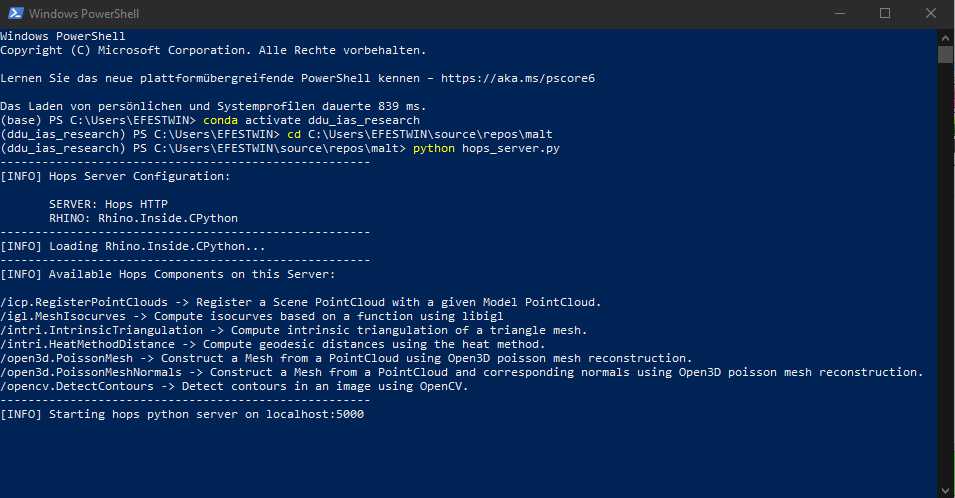 Windows PowerShell
Windows PowerShell
Copyright (C) Microsoft Corporation. Alle Rechte vorbehalten.
Lernen Sie das neue plattformübergreifende PowerShell kennen – https://aka.ms/pscore6
Das Laden von persönlichen und Systemprofilen dauerte 839 ms.
(base) PS C:\Users\EFESTWIN> conda activate ddu_ias_research
(ddu_ias_research) PS C:\Users\EFESTWIN> cd C:\Users\EFESTWIN\source\repos\malt
(ddu_ias_research) PS C:\Users\EFESTWIN\source\repos\malt> python hops_server.py
-----------------------------------------------------
[INFO] Hops Server Configuration:
SERVER: Hops HTTP
RHINO: Rhino.Inside.CPython
-----------------------------------------------------
[INFO] Loading Rhino.Inside.CPython...
-----------------------------------------------------
[INFO] Available Hops Components on this Server:
/icp.RegisterPointClouds -> Register a Scene PointCloud with a given Model PointCloud.
/igl.MeshIsocurves -> Compute isocurves based on a function using libigl
/intri.IntrinsicTriangulation -> Compute intrinsic triangulation of a triangle mesh.
/intri.HeatMethodDistance -> Compute geodesic distances using the heat method.
/open3d.PoissonMesh -> Construct a Mesh from a PointCloud using Open3D poisson mesh reconstruction.
/open3d.PoissonMeshNormals -> Construct a Mesh from a PointCloud and corresponding normals using Open3D poisson mesh reconstruction.
/opencv.DetectContours -> Detect contours in an image using OpenCV.
-----------------------------------------------------
[INFO] Starting hops python server on localhost:5000